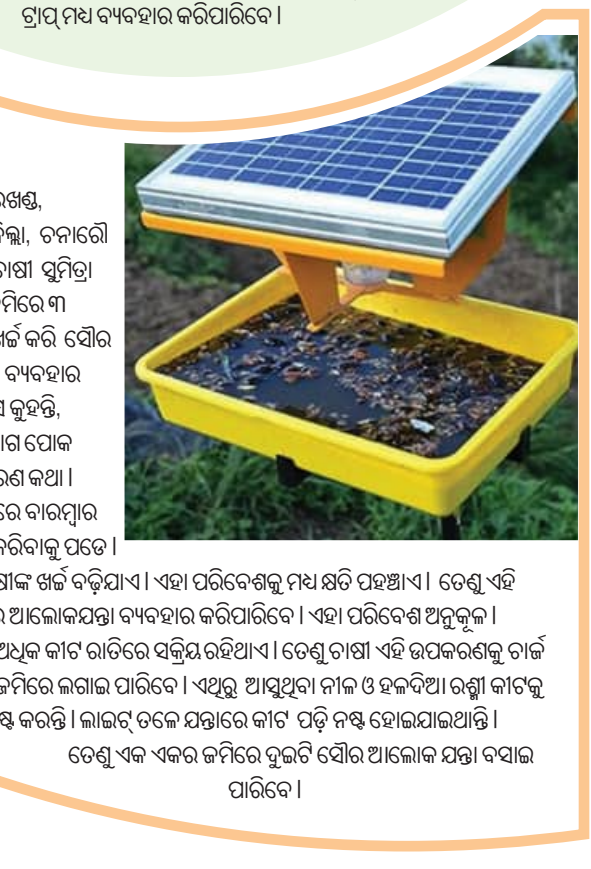 ଟ୍ରାପ୍ ମଧ୍ୟ ବ୍ୟବହାର କରିପାରିବେ ।
ଚନାରୌ
ସୁମିତ୍ରା
୩
କରି ସୌର
ବ୍ୟବହାର
କୁହନ୍ତି,
ପୋକ
କଥା ।
ବାରମ୍ବାର
ପଡେ ।
ଖର୍ଚ୍ଚ ବଢ଼ିଯାଏ । ଏହା ପରିବେଶକୁ ମଧ୍ୟ କ୍ଷତି ପହଞ୍ଚାଏ । ତେଣୁ ଏହି
ଆଲୋକଯନ୍ତା ବ୍ୟବହାର କରିପାରିବେ । ଏହା ପରିବେଶ ଅନୁକୂଳ ।
ଅଧିକ କୀଟ ରାତିରେ ସକ୍ରିୟ ରହିଥାଏ । ତେଣୁ ଚାଷୀ ଏହି ଉପକରଣକୁ ଚାର୍ଜ
ଜମିରେ ଲଗାଇ ପାରିବେ । ଏଥିରୁ ଆସୁଥିବା ନୀଳ ଓ ହଳଦିଆ ରଶ୍ମୀ କୀଟକୁ
କରନ୍ତି । ଲାଇଟ୍ ତଳେ ଯନ୍ତାରେ କୀଟ ପଡ଼ି ନଷ୍ଟ ହୋଇଯାଇଥାନ୍ତି ।
ତେଣୁ ଏକ ଏକର ଜମିରେ ଦୁଇଟି ସୌର ଆଲୋକ ଯନ୍ତା ବସାଇ
ପାରିବେ ।